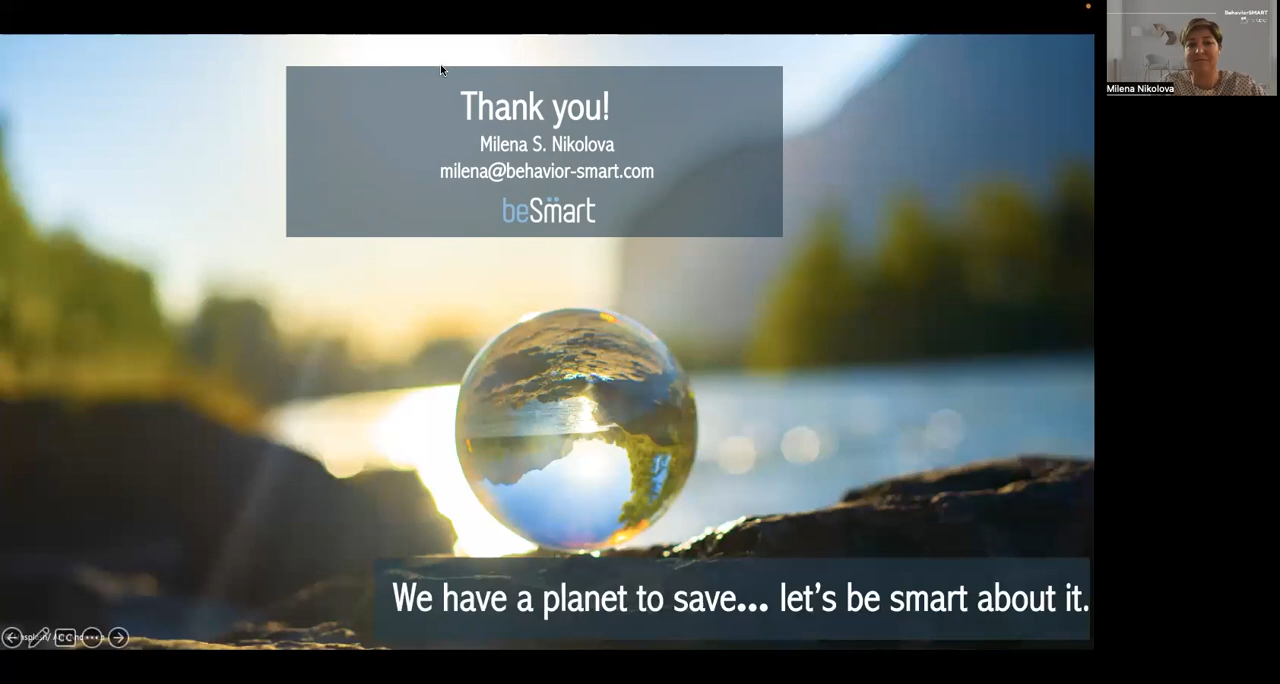 Thank you!
Milena S. Nikolova
milena@behavior-smart.com
beSmart
We have a planet to save... let's be smart about it.
BehaviorSMART
Milena Nikolova